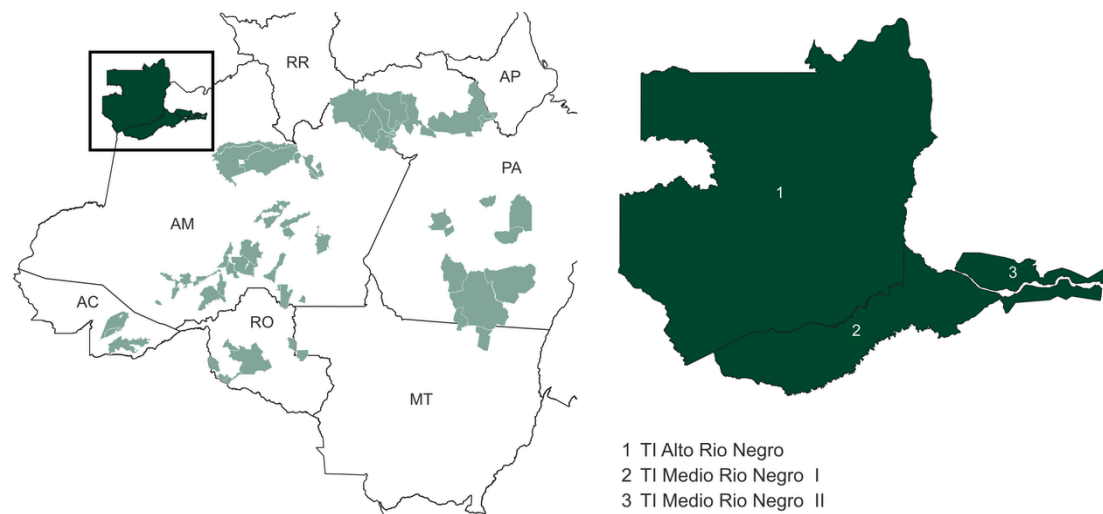 RR
AP
PA
AM
AC
RO
MT
1
3
2
1 TI Alto Rio Negro
2 TI Medio Rio Negro I
3 TI Medio Rio Negro II